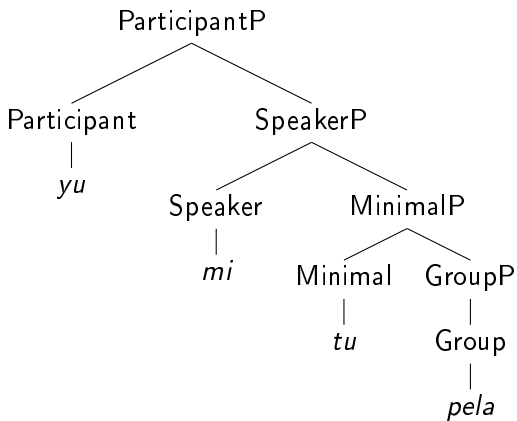 ParticipantP
Participant SpeakerP
yu
Speaker MinimalP
mi
Minimal GroupP
tu
Group
pela